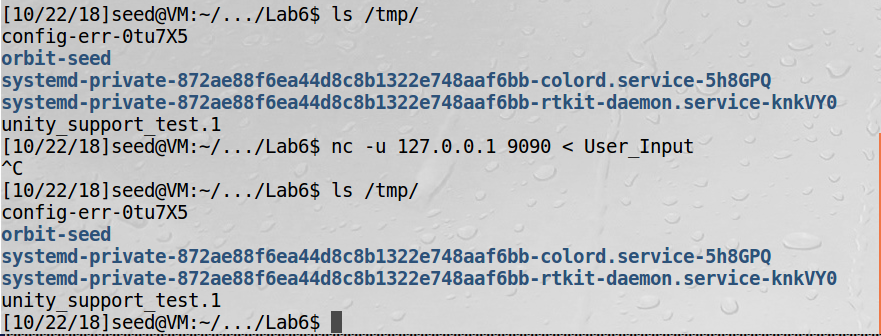 [10/22/18]seed@VM:~/.../Lab6$ ls /tmp/
config-err-0tu7X5
orbit-seed
systemd-private-872ae88f6ea44d8c8b1322e748aaf6bb-colord.service-5h8GPQ
systemd-private-872ae88f6ea44d8c8b1322e748aaf6bb-rtkit-daemon.service-knkVY0
unity_support_test.1
[10/22/18]seed@VM:~/.../Lab6$ nc -u 127.0.0.1 9090 < User_Input
^C
[10/22/18]seed@VM:~/.../Lab6$ ls /tmp/
config-err-0tu7X5
orbit-seed
systemd-private-872ae88f6ea44d8c8b1322e748aaf6bb-colord.service-5h8GPQ
systemd-private-872ae88f6ea44d8c8b1322e748aaf6bb-rtkit-daemon.service-knkVY0
unity_support_test.1
[10/22/18]seed@VM:~/.../Lab6$